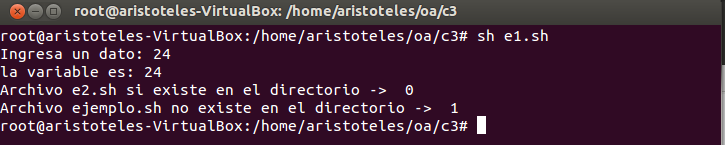 root@aristoteles-VirtualBox: /home/aristoteles/oa/c3
root@aristoteles-VirtualBox:/home/aristoteles/oa/c3# sh e1.sh
Ingresa un dato: 24
la variable es: 24
Archivo e2.sh si existe en el directorio ->  0
Archivo ejemplo.sh no existe en el directorio ->  1
root@aristoteles-VirtualBox:/home/aristoteles/oa/c3#